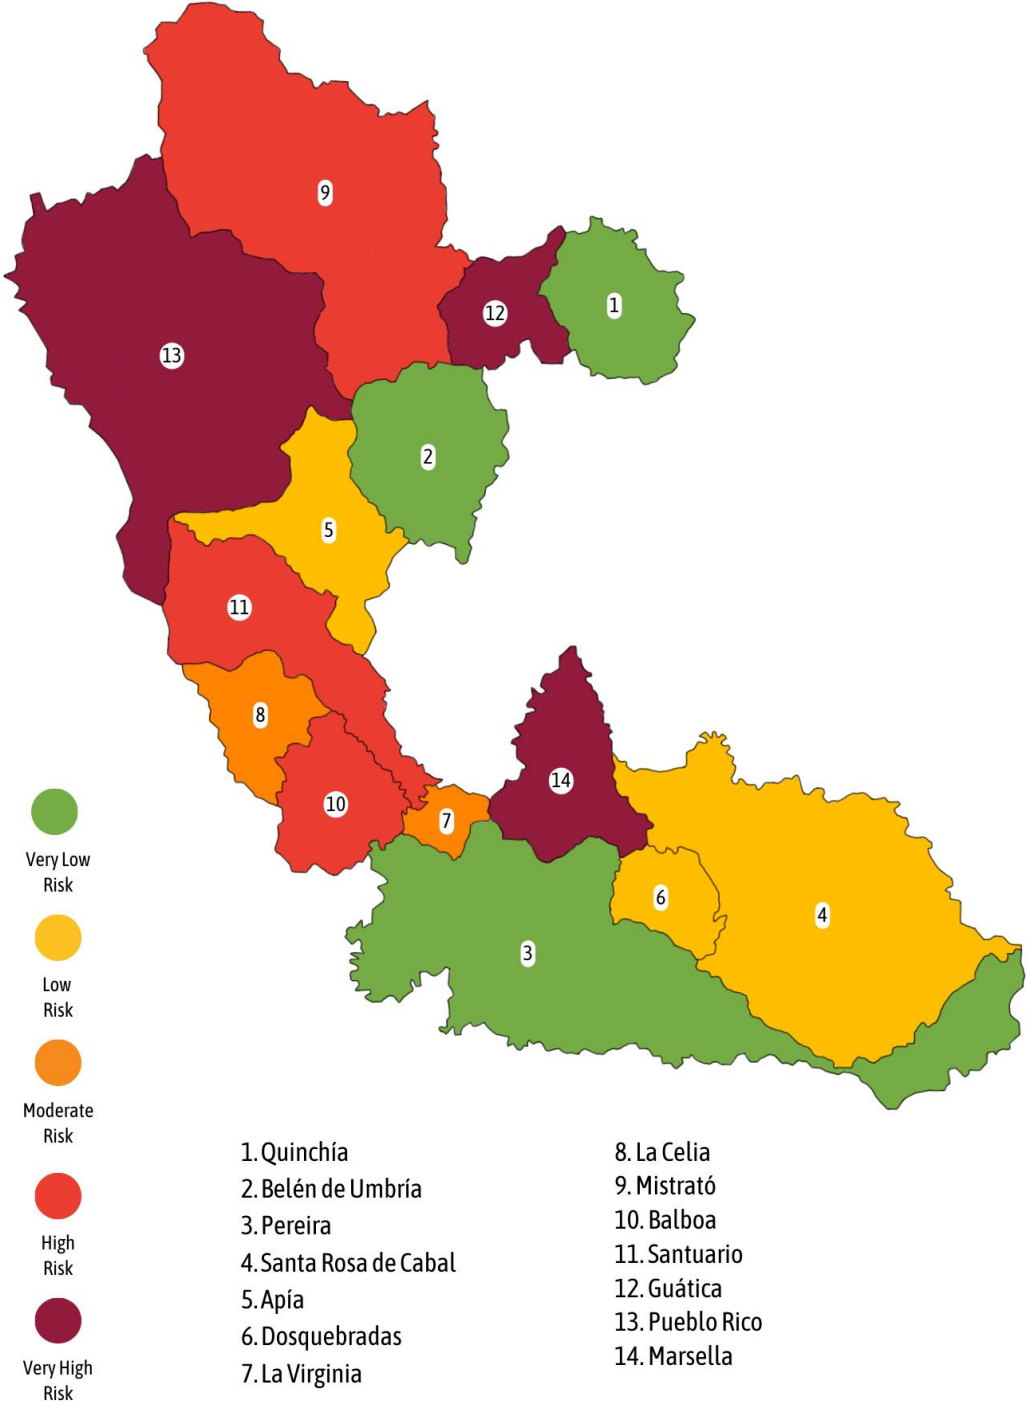 9
12
1
13
2
5
11
8
14
10
7
6
4
3
Very Low
Risk
Low
Risk
Moderate
Risk
High
Risk
Very High
Risk
1. Quinchía
2. Belén de Umbría
3. Pereira
4. Santa Rosa de Cabal
5. Apía
6. Dosquebradas
7. La Virginia
8. La Celia
9. Mistrató
10. Balboa
11. Santuario
12. Guática
13. Pueblo Rico
14. Marsella